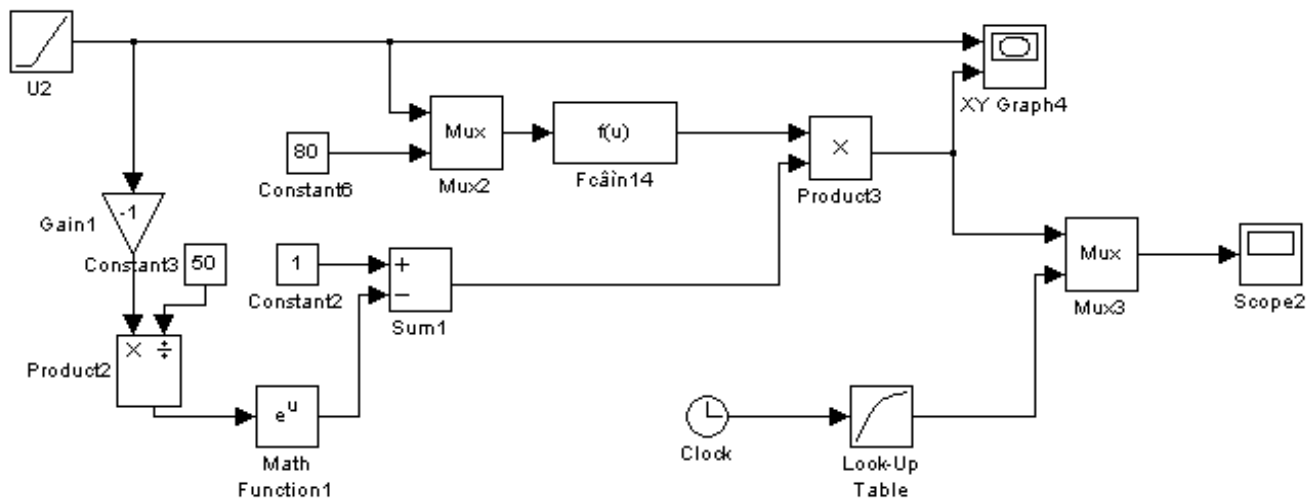 U2
XY Graph4
Mux
Mux2
80
Constant6
f(u)
Fcâîn14
×
Product3
-1
Gain1
Constant3
50
1
Constant2
+
−
Sum1
Mux
Mux3
Scope2
× ÷
Product2
e^u
Math
Function1
Clock
Look-Up
Table